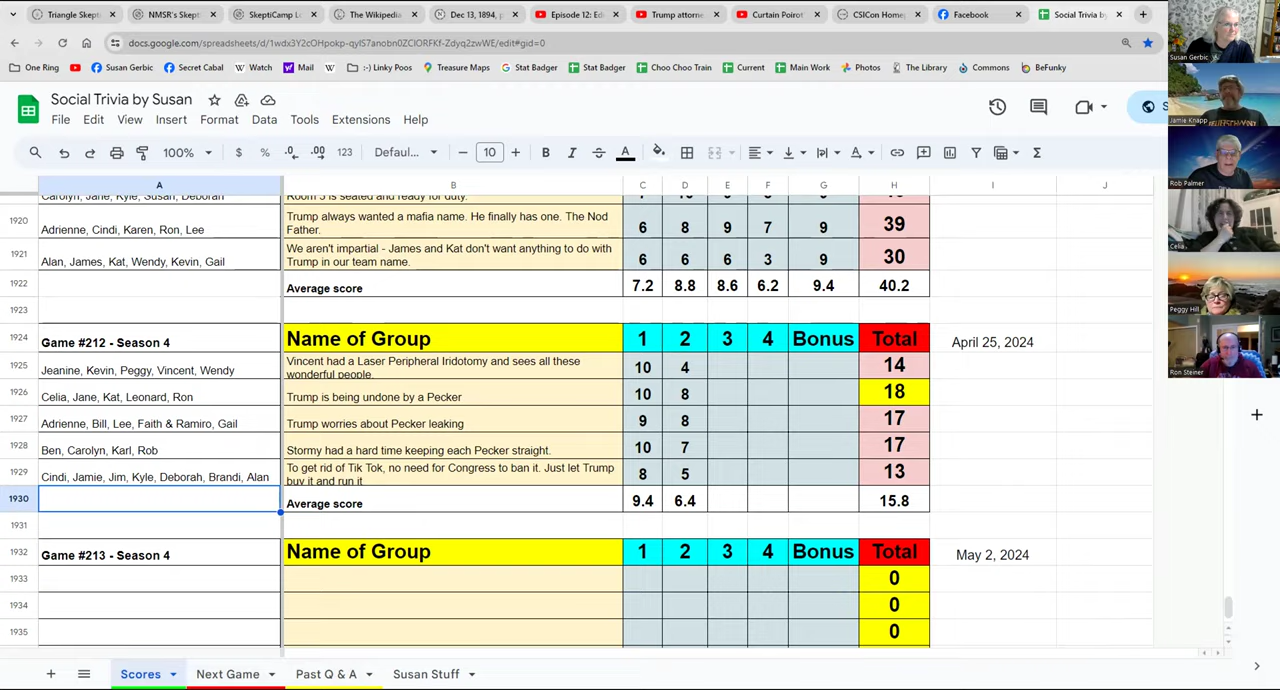 Triangle Skept
NMSR's Skept
SkeptiCamp Lo
The Wikipedia
Dec 13, 1894, p
Episode 12: Ed
Trump attorne
Curtain Poirot
CSICon Home
Facebook
Social Trivia by
docs.google.com/spreadsheets/d/1wdx3Y2cOHpokp-qylS7anobn0ZClORFKf-Zdyq2zwWE/edit#gid=0
One Ring
Susan Gerbic
Secret Cabal
Watch
Mail
:-) Linky Poos
Treasure Map
Stat Badger
Stat Badger
Choo Choo Train
Current
Main Work
Photos
The Library
Commons
BeFunky
Social Trivia by Susan
File Edit View Insert Format Data Tools Extensions Help
100% $ % .0 .00 123 Defaul... 10 B I A
A B C D E F G H I J
Carolyn, Jane, Kyle, Susan, Deborah Room 5 is seated and ready for duty.
1920 Adrienne, Cindi, Karen, Ron, Lee Trump always wanted a mafia name. He finally has one. The Nod
Father. 6 8 9 7 9 39
1921 Alan, James, Kat, Wendy, Kevin, Gail We aren't impartial - James and Kat don't want anything to do with
Trump in our team name. 6 6 6 3 9 30
1922 Average score 7.2 8.8 8.6 6.2 9.4 40.2
1923
1924 Game #212 - Season 4 Name of Group 1 2 3 4 Bonus Total April 25, 2024
1925 Jeanine, Kevin, Peggy, Vincent, Wendy Vincent had a Laser Peripheral Iridotomy and sees all these
wonderful people. 10 4 14
1926 Celia, Jane, Kat, Leonard, Ron Trump is being undone by a Pecker 10 8 18
1927 Adrienne, Bill, Lee, Faith & Ramiro, Gail Trump worries about Pecker leaking 9 8 17
1928 Ben, Carolyn, Karl, Rob Stormy had a hard time keeping each Pecker straight. 10 7 17
1929 Cindi, Jamie, Jim, Kyle, Deborah, Brandi, Alan To get rid of Tik Tok, no need for Congress to ban it. Just let Trump
buy it and run it 8 5 13
1930 Average score 9.4 6.4 15.8
1931
1932 Game #213 - Season 4 Name of Group 1 2 3 4 Bonus Total May 2, 2024
1933 0
1934 0
1935 0
Scores Next Game Past Q & A Susan Stuff
Susan Gerbic
Jamie Knapp
Rob Palmer
Celia
Peggy Hill
Ron Steiner